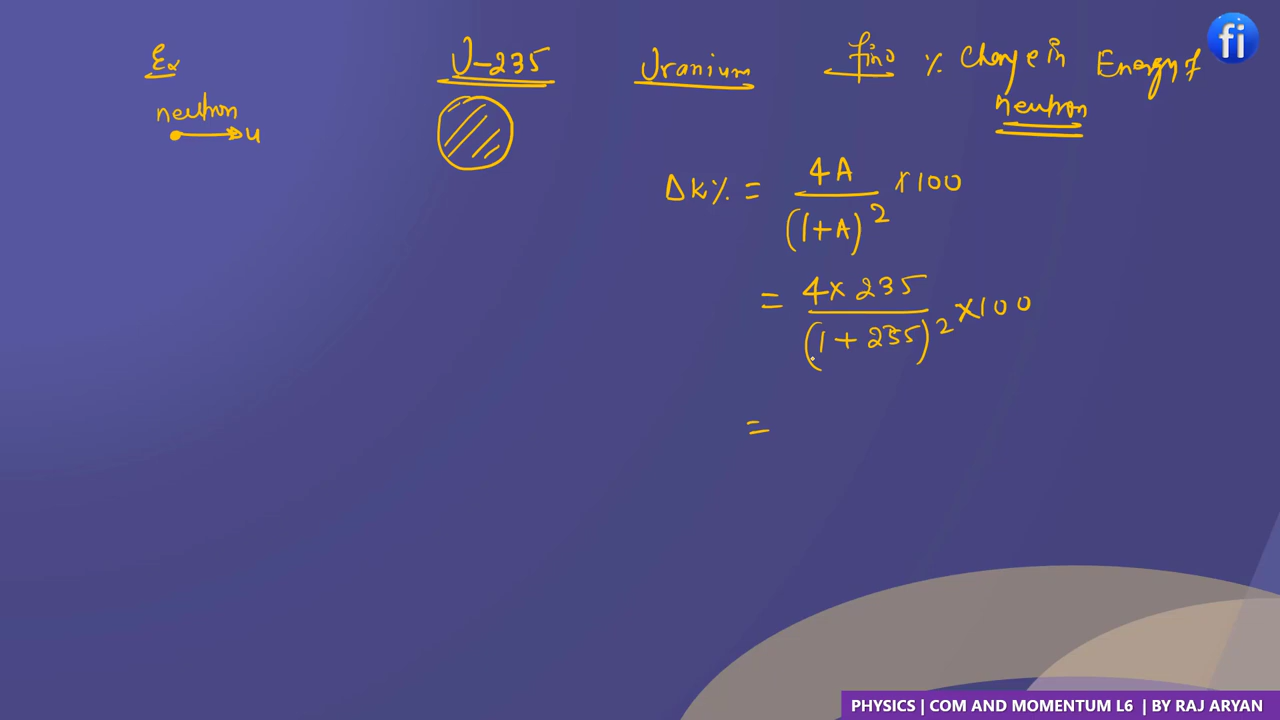 Ex U-235 Uranium find % Change in Energy of
neutron neutron
u
ΔK% = 4A/(1+A)² ×100
= 4×235/(1+235)² ×100
=
fi
PHYSICS | COM AND MOMENTUM L6 | BY RAJ ARYAN